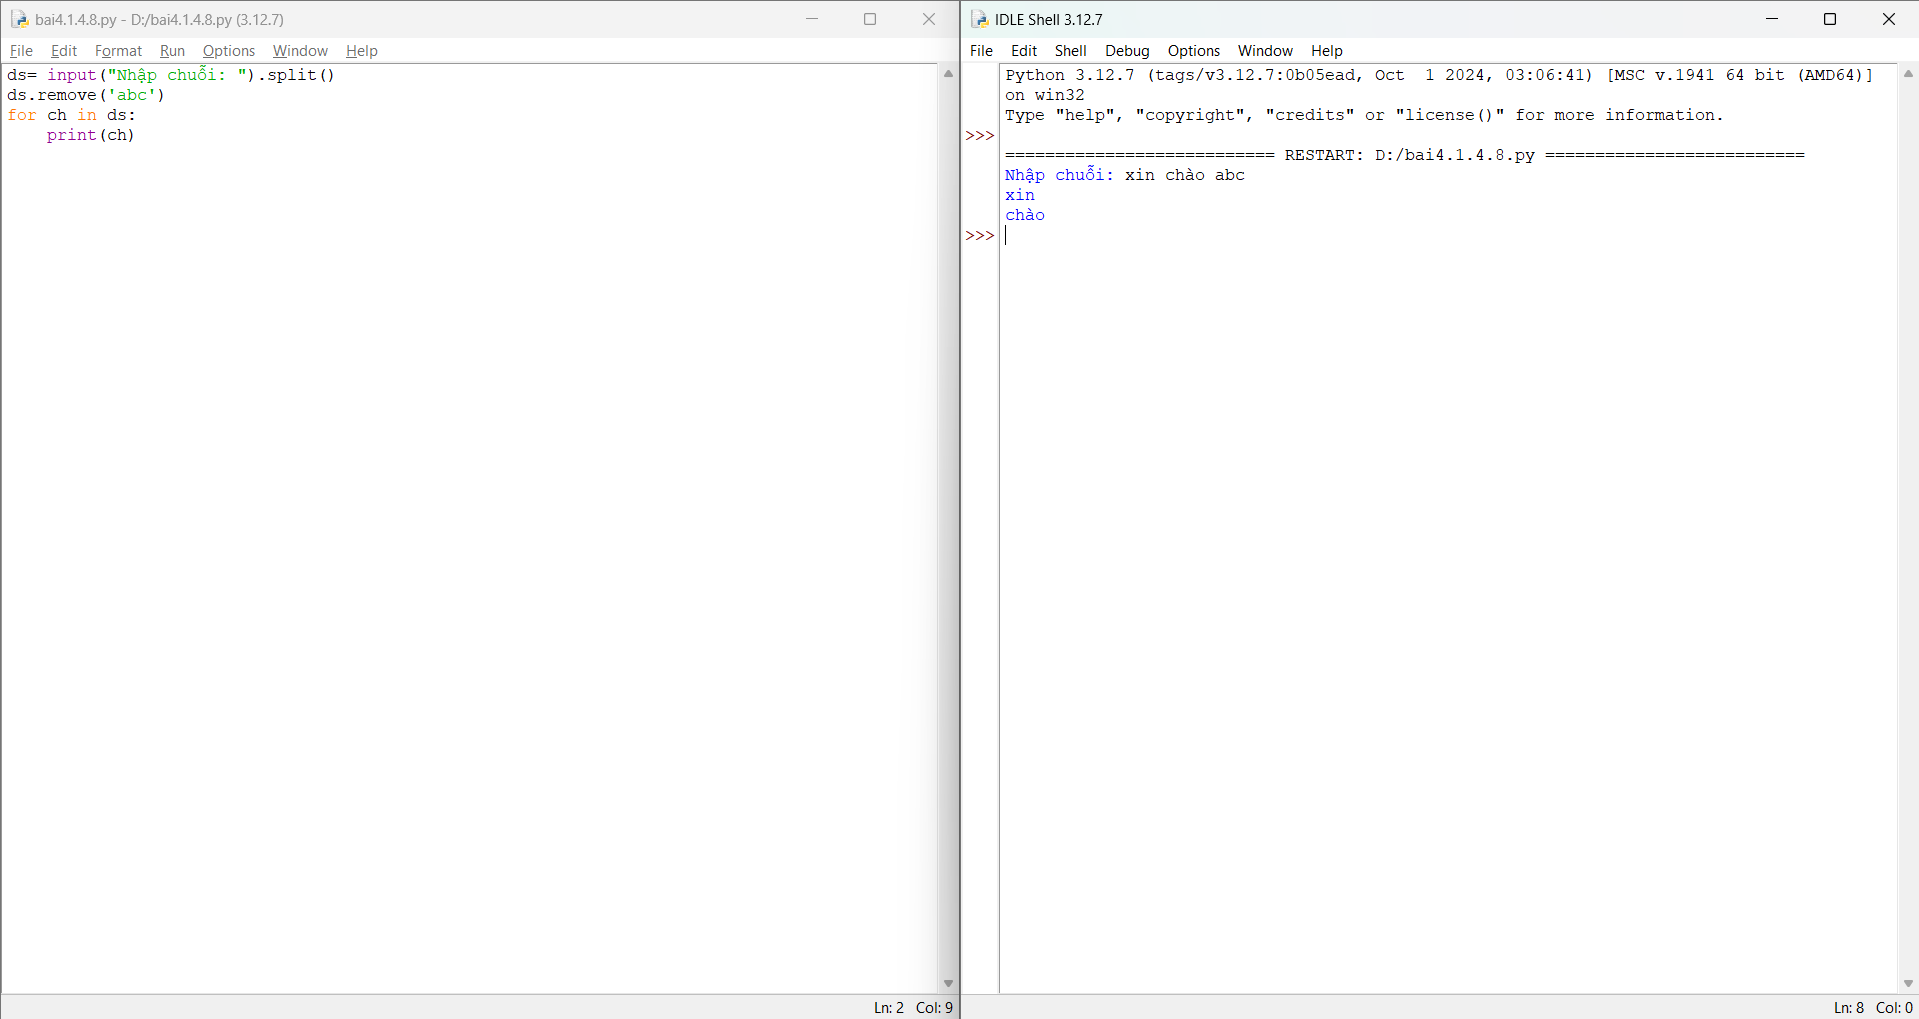 bai4.1.4.8.py - D:/bai4.1.4.8.py (3.12.7)
File Edit Format Run Options Window Help
ds= input("Nhập chuỗi: ").split()
ds.remove('abc')
for ch in ds:
    print(ch)
Ln: 2 Col: 9
IDLE Shell 3.12.7
File Edit Shell Debug Options Window Help
Python 3.12.7 (tags/v3.12.7:0b05ead, Oct  1 2024, 03:06:41) [MSC v.1941 64 bit (AMD64)]
on win32
Type "help", "copyright", "credits" or "license()" for more information.
>>>
=========================== RESTART: D:/bai4.1.4.8.py ==========================
Nhập chuỗi: xin chào abc
xin
chào
>>>
Ln: 8 Col: 0